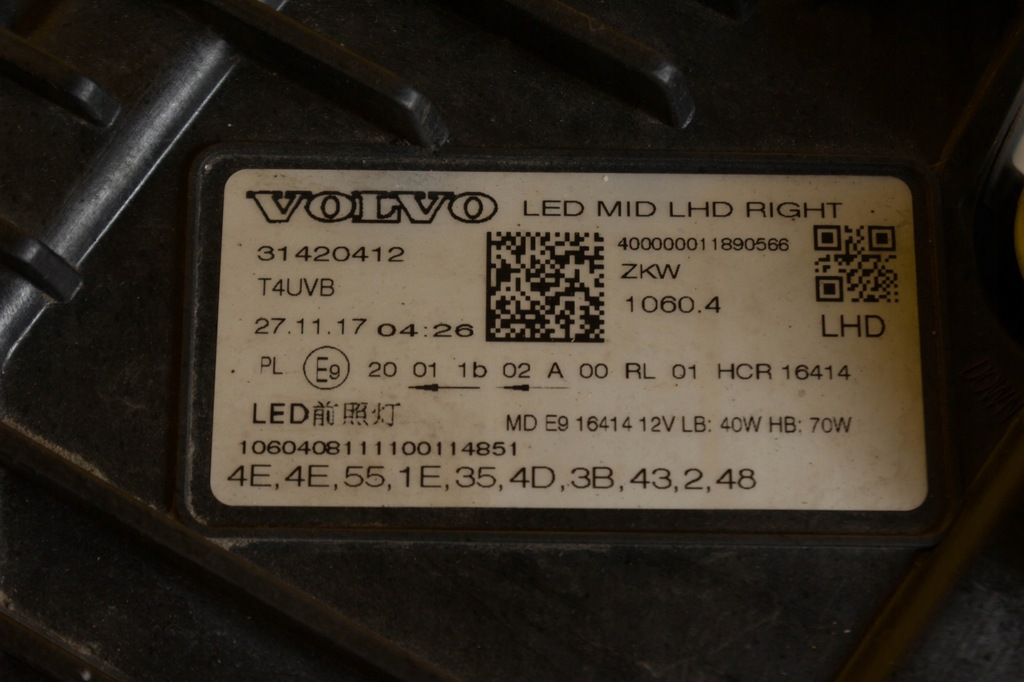 VOLVO LED MID LHD RIGHT
31420412
400000011890566
T4UVB
ZKW
1060.4
27.11.17 04:26
LHD
PL E9 20 01 1b 02 A 00 RL 01 HCR 16414
LED前照灯
MD E9 16414 12V LB: 40W HB: 70W
1060408111100114851
4E,4E,55,1E,35,4D,3B,43,2,48